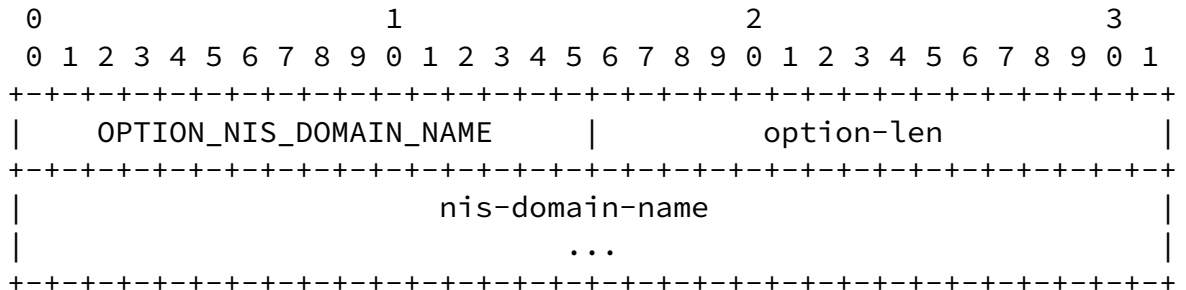 0                   1                   2                   3
 0 1 2 3 4 5 6 7 8 9 0 1 2 3 4 5 6 7 8 9 0 1 2 3 4 5 6 7 8 9 0 1
+-+-+-+-+-+-+-+-+-+-+-+-+-+-+-+-+-+-+-+-+-+-+-+-+-+-+-+-+-+-+-+-+
|    OPTION_NIS_DOMAIN_NAME     |         option-len            |
+-+-+-+-+-+-+-+-+-+-+-+-+-+-+-+-+-+-+-+-+-+-+-+-+-+-+-+-+-+-+-+-+
|                       nis-domain-name                         |
|                              ...                              |
+-+-+-+-+-+-+-+-+-+-+-+-+-+-+-+-+-+-+-+-+-+-+-+-+-+-+-+-+-+-+-+-+